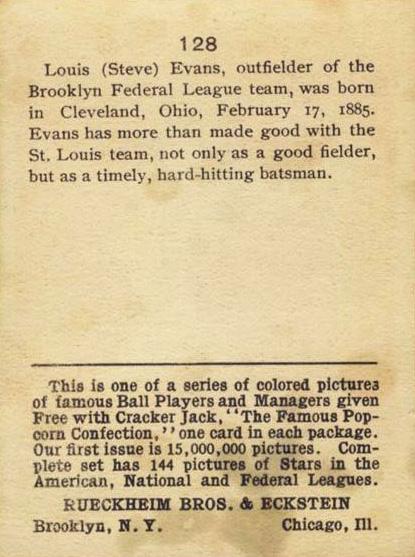 128
Louis (Steve) Evans, outfielder of the
Brooklyn Federal League team, was born
in Cleveland, Ohio, February 17, 1885.
Evans has more than made good with the
St. Louis team, not only as a good fielder,
but as a timely, hard-hitting batsman.
This is one of a series of colored pictures
of famous Ball Players and Managers given
Free with Cracker Jack, "The Famous Pop-
corn Confection," one card in each package.
Our first issue is 15,000,000 pictures. Com-
plete set has 144 pictures of Stars in the
American, National and Federal Leagues.
RUECKHEIM BROS. & ECKSTEIN
Brooklyn, N. Y. Chicago, Ill.